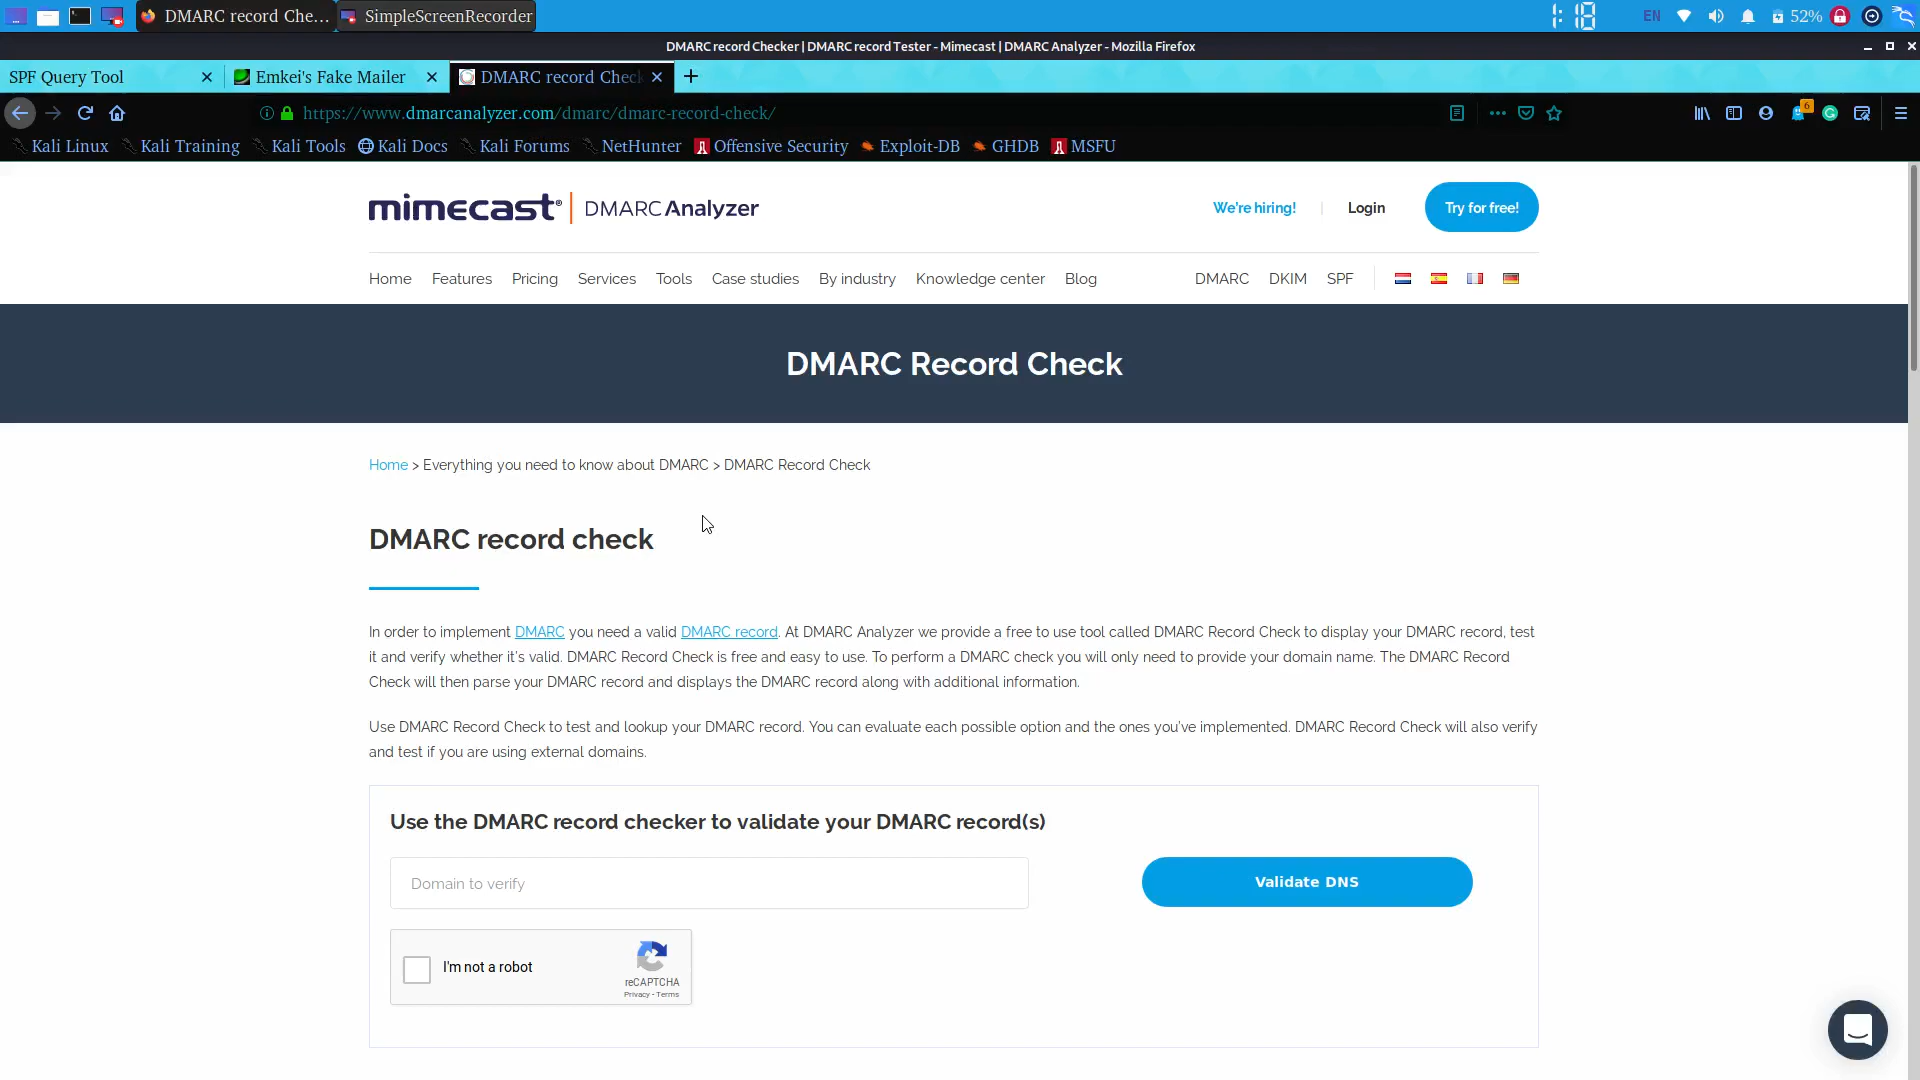 DMARC record Che...
SimpleScreenRecorder
1:18
EN
52%
DMARC record Checker | DMARC record Tester - Mimecast | DMARC Analyzer - Mozilla Firefox
SPF Query Tool
Emkei's Fake Mailer
DMARC record Chec
https://www.dmarcanalyzer.com/dmarc/dmarc-record-check/
6
Kali Linux
Kali Training
Kali Tools
Kali Docs
Kali Forums
NetHunter
Offensive Security
Exploit-DB
GHDB
MSFU
mimecast® | DMARC Analyzer
We're hiring!
Login
Try for free!
Home
Features
Pricing
Services
Tools
Case studies
By industry
Knowledge center
Blog
DMARC
DKIM
SPF
DMARC Record Check
Home > Everything you need to know about DMARC > DMARC Record Check
DMARC record check
In order to implement DMARC you need a valid DMARC record. At DMARC Analyzer we provide a free to use tool called DMARC Record Check to display your DMARC record, test
it and verify whether it's valid. DMARC Record Check is free and easy to use. To perform a DMARC check you will only need to provide your domain name. The DMARC Record
Check will then parse your DMARC record and displays the DMARC record along with additional information.
Use DMARC Record Check to test and lookup your DMARC record. You can evaluate each possible option and the ones you've implemented. DMARC Record Check will also verify
and test if you are using external domains.
Use the DMARC record checker to validate your DMARC record(s)
Domain to verify
Validate DNS
I'm not a robot
reCAPTCHA
Privacy - Terms